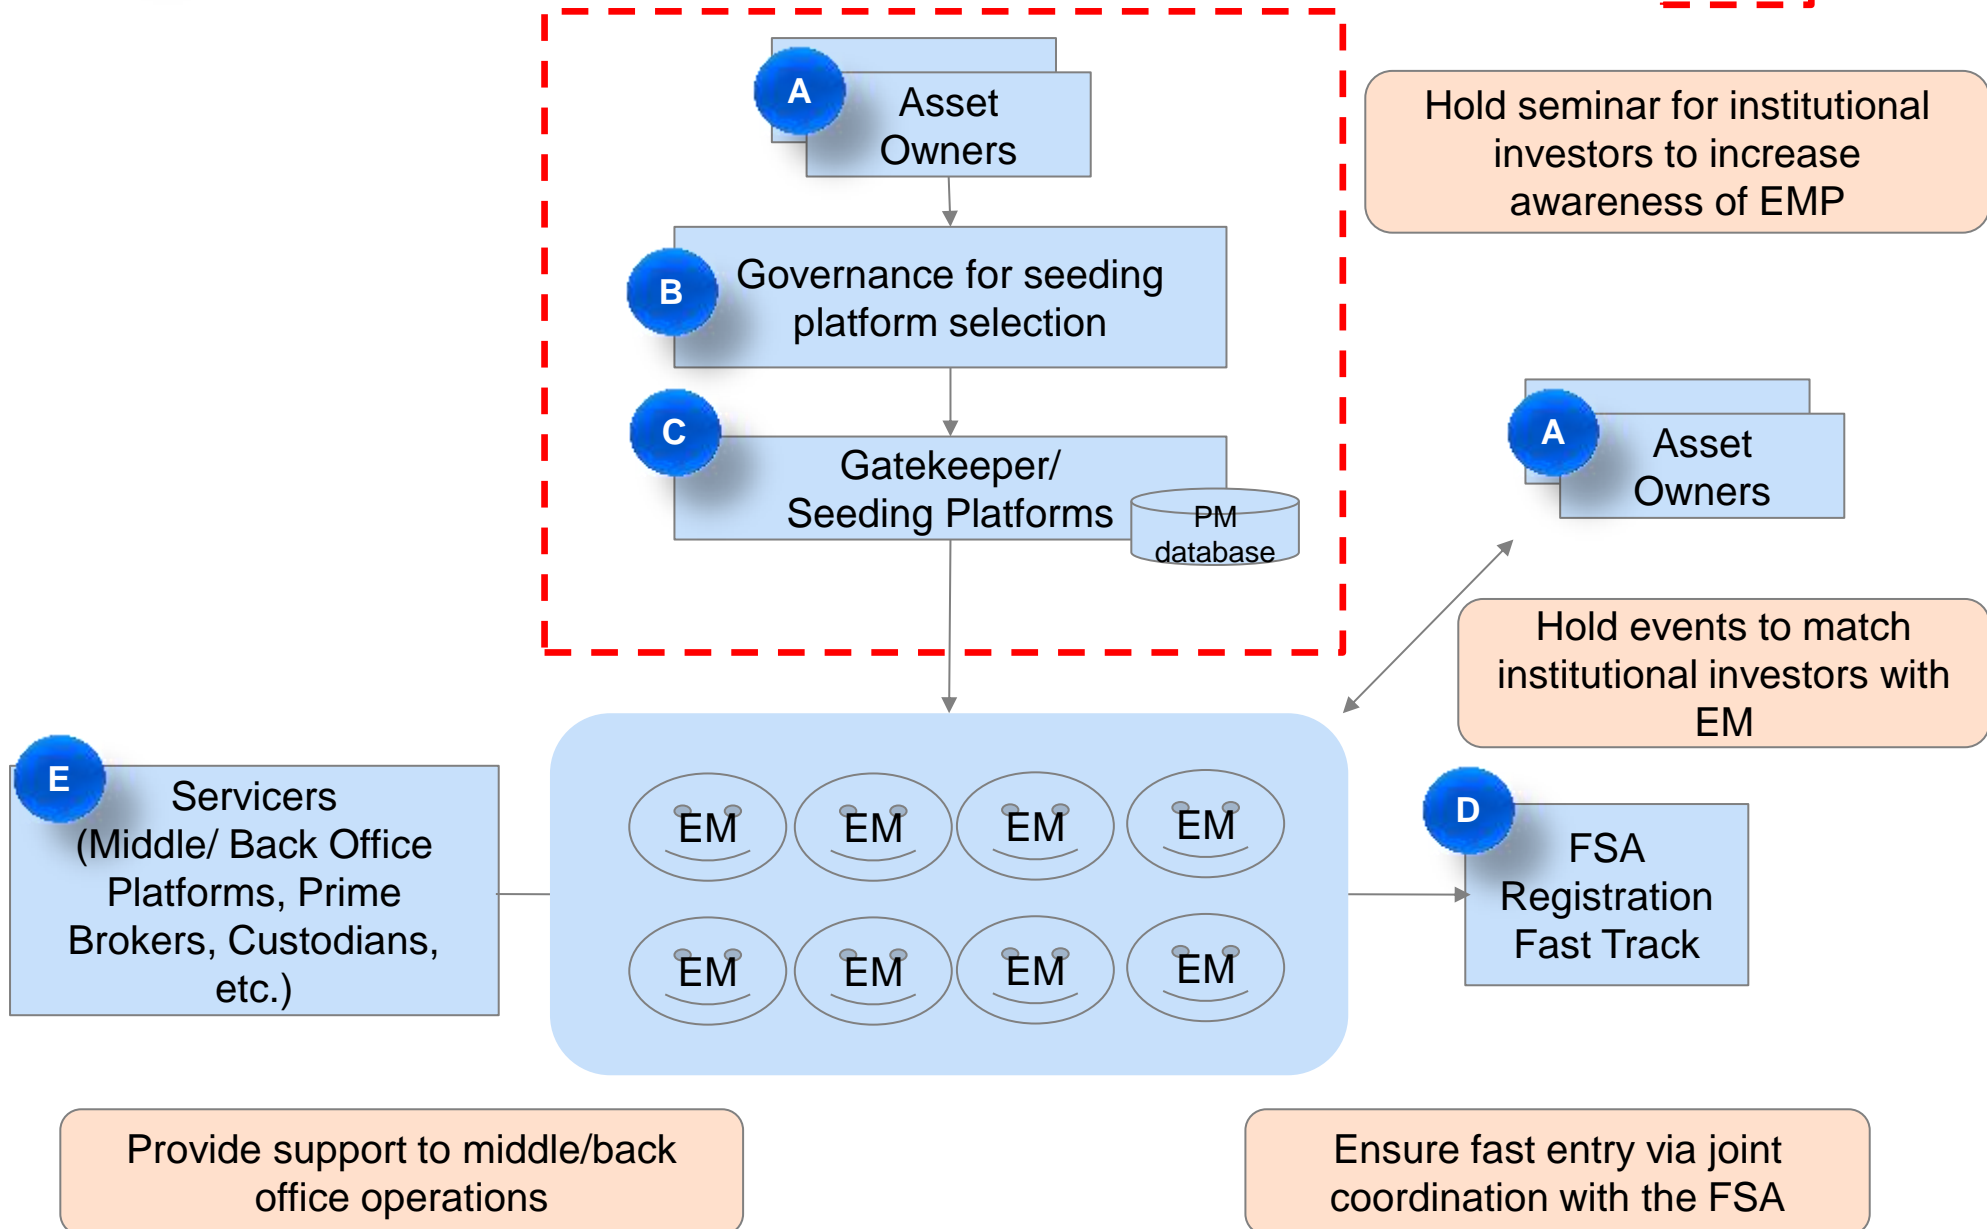 A
Asset
Owners
Hold seminar for institutional
investors to increase
awareness of EMP
B
Governance for seeding
platform selection
C
Gatekeeper/
Seeding Platforms
PM
database
A
Asset
Owners
Hold events to match
institutional investors with
EM
E
Servicers
(Middle/ Back Office
Platforms, Prime
Brokers, Custodians,
etc.)
EM
EM
EM
EM
EM
EM
EM
EM
D
FSA
Registration
Fast Track
Provide support to middle/back
office operations
Ensure fast entry via joint
coordination with the FSA